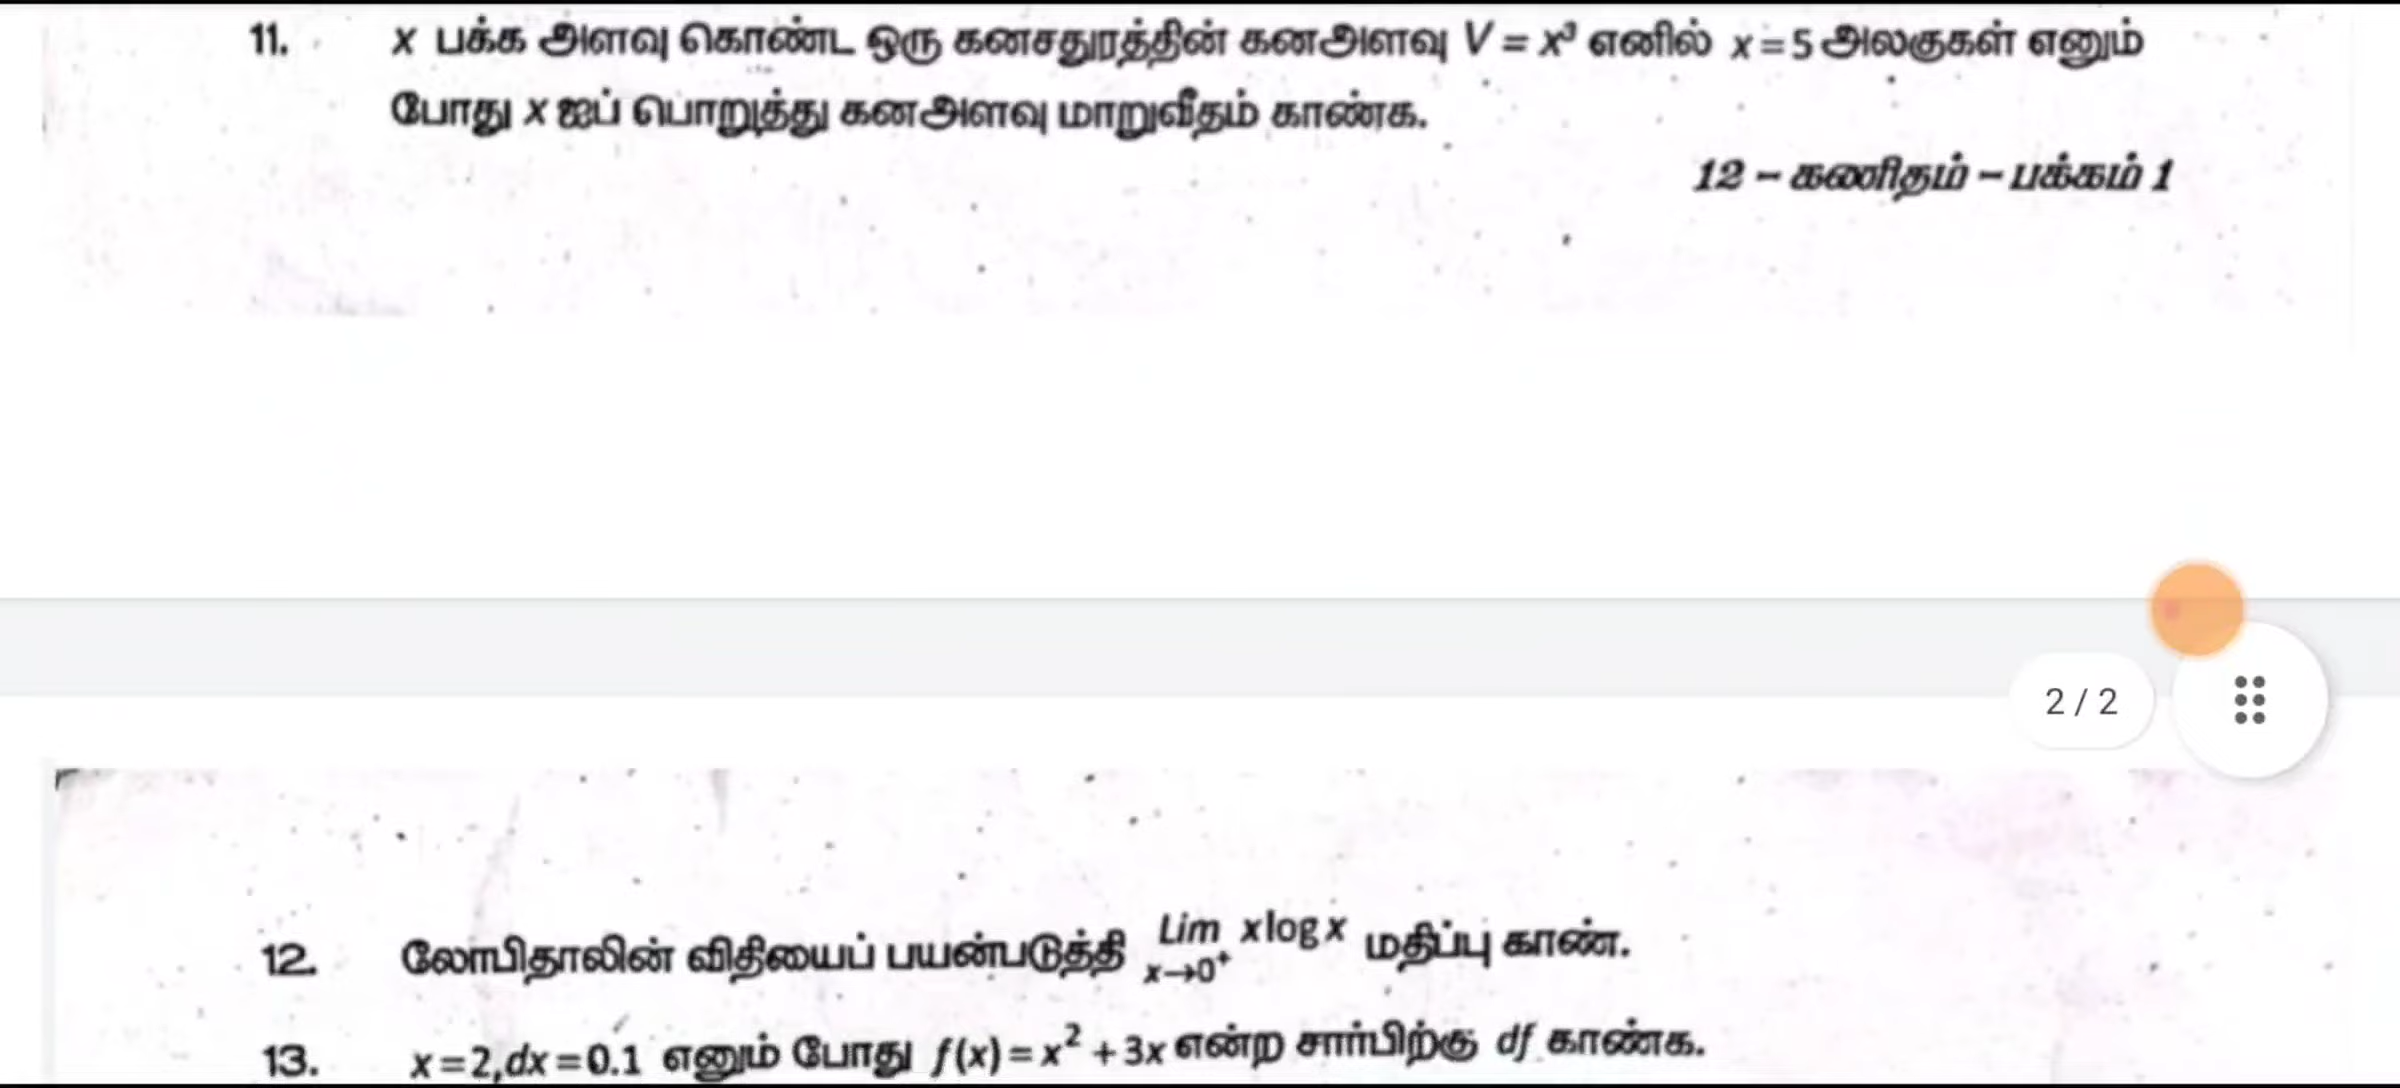 11. x பக்க அளவு கொண்ட ஒரு கனசதுரத்தின் கனஅளவு V = x³ எனில் x = 5 அலகுகள் எனும்
போது x ஐப் பொறுத்து கனஅளவு மாறுவீதம் காண்க.
12 – கணிதம் – பக்கம் 1
2 / 2
12. லோபிதாலின் விதியைப் பயன்படுத்தி Lim x→0⁺ x log x மதிப்பு காண்.
13. x = 2, dx = 0.1 எனும் போது f(x) = x² + 3x என்ற சார்பிற்கு df காண்க.